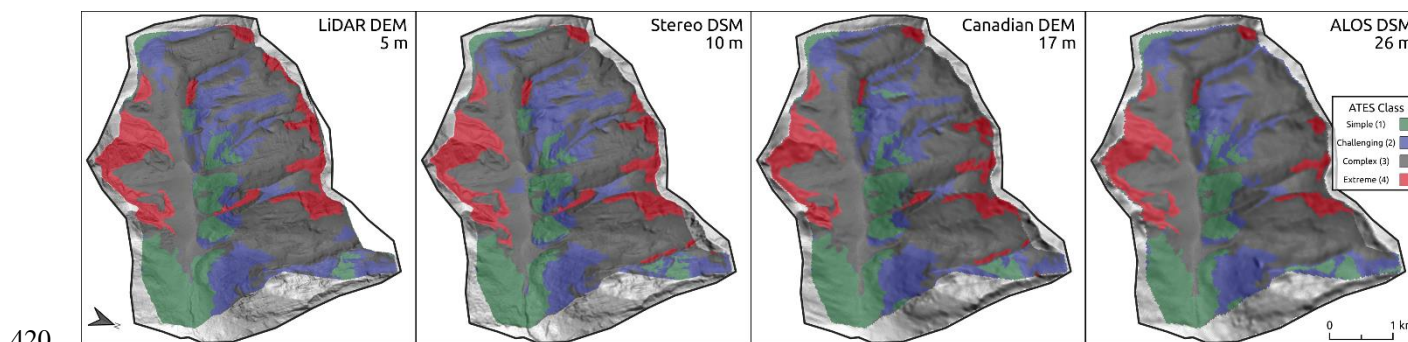 LiDAR DEM
5 m
Stereo DSM
10 m
Canadian DEM
17 m
ALOS DSM
26 m
ATES Class
Simple (1)
Challenging (2)
Complex (3)
Extreme (4)
0 1 km
420